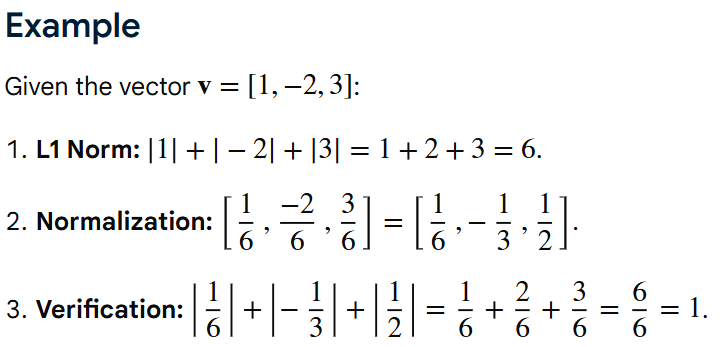 Example
Given the vector v = [1, −2, 3]:
1. L1 Norm: |1| + | − 2| + |3| = 1 + 2 + 3 = 6.
2. Normalization: [1/6, −2/6, 3/6] = [1/6, −1/3, 1/2].
3. Verification: |1/6| + |−1/3| + |1/2| = 1/6 + 2/6 + 3/6 = 6/6 = 1.